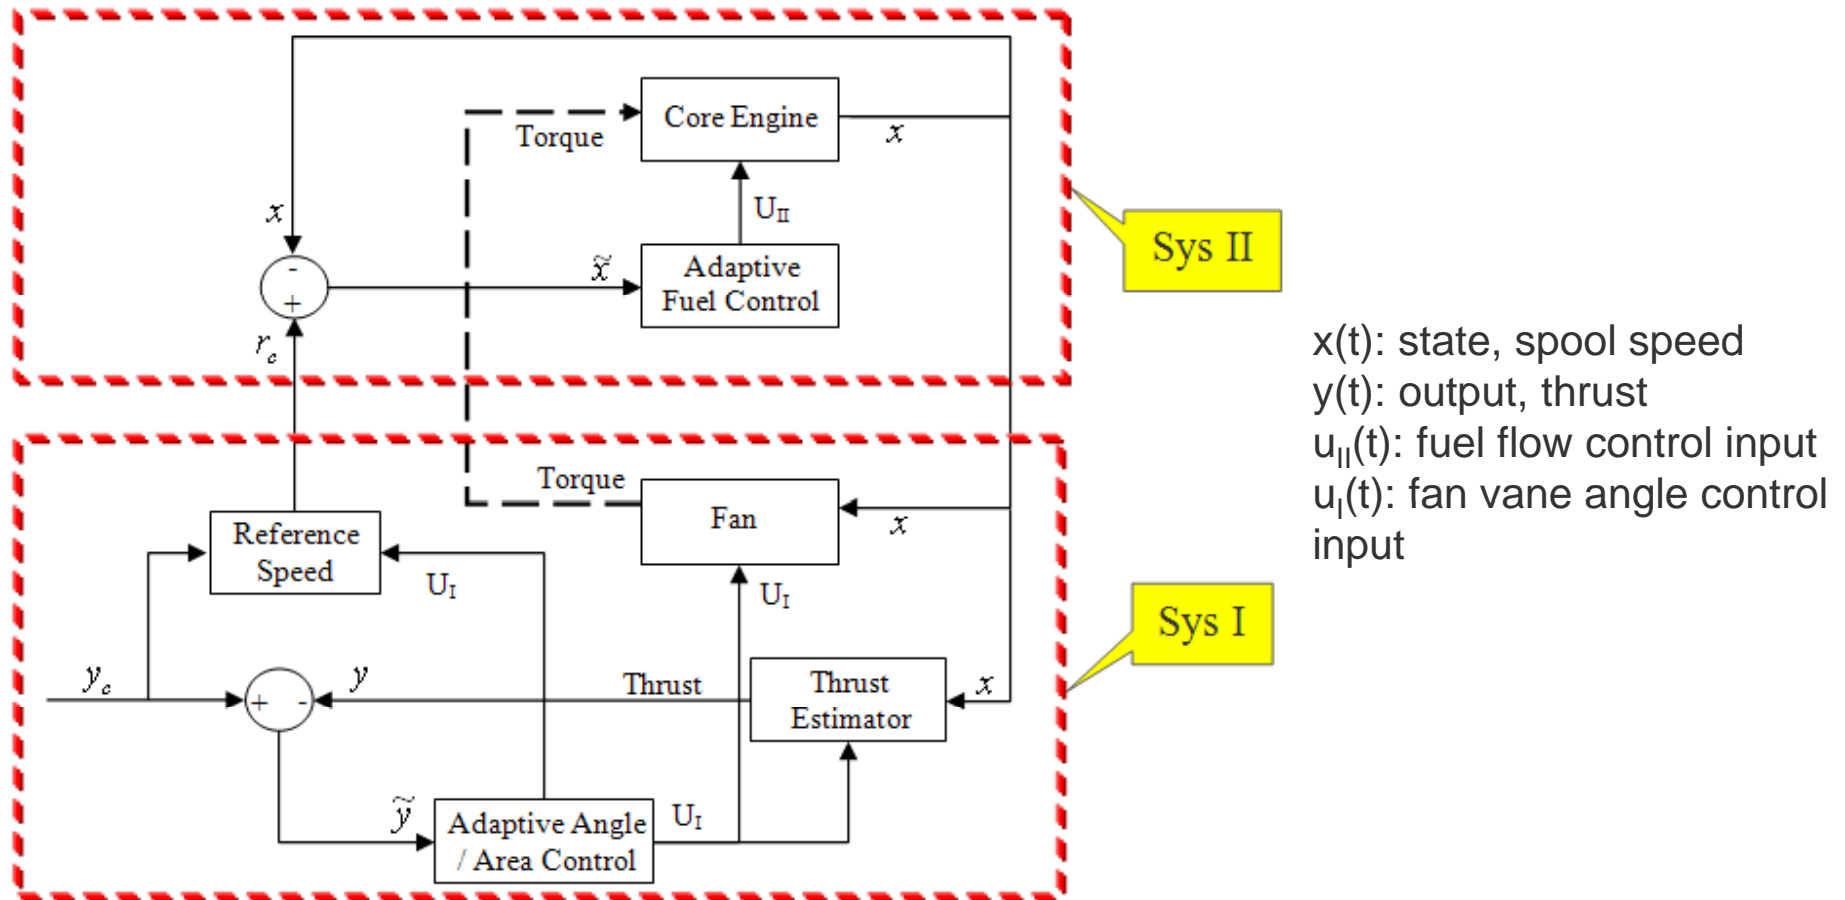 Core Engine
x
Torque
U_II
x
x̃
Adaptive
Fuel Control
-
+
r_c
Sys II
x(t): state, spool speed
y(t): output, thrust
u_II(t): fuel flow control input
u_I(t): fan vane angle control
input
Torque
Fan
x
Reference
Speed
U_I
U_I
Sys I
y_c
+
-
y
Thrust
Thrust
Estimator
x
ỹ
Adaptive Angle
/ Area Control
U_I